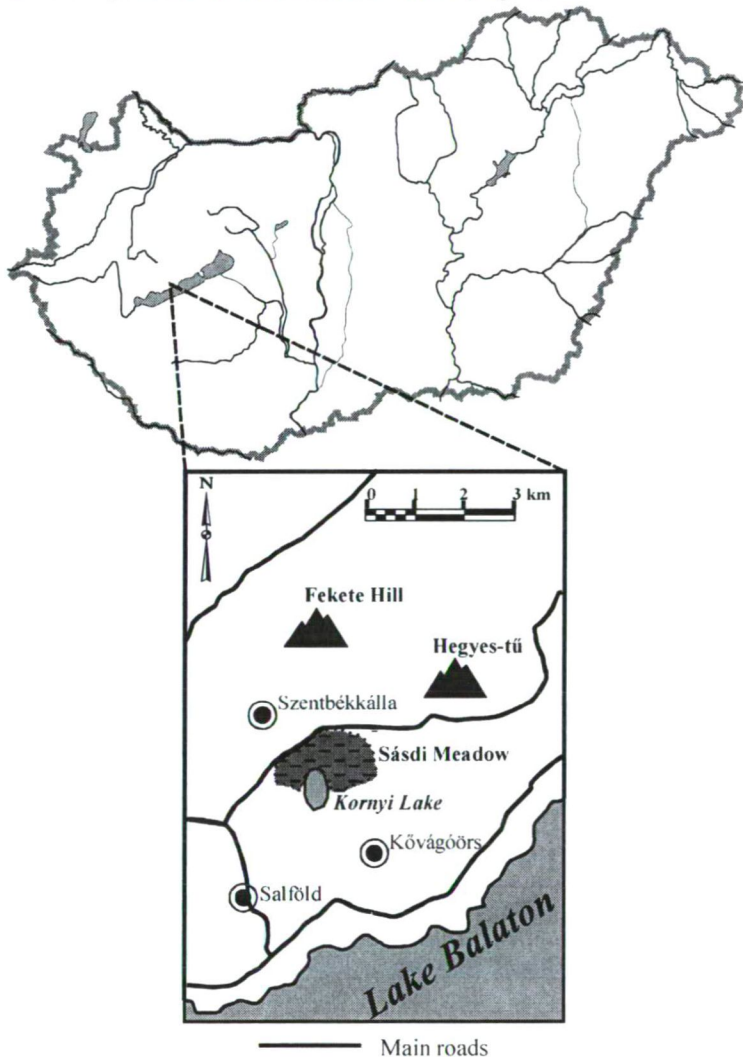 N
0 1 2 3 km
Fekete Hill
Hegyes-tű
Szentbékkálla
Sásdi Meadow
Kornyi Lake
Kővágóörs
Salföld
Lake Balaton
Main roads